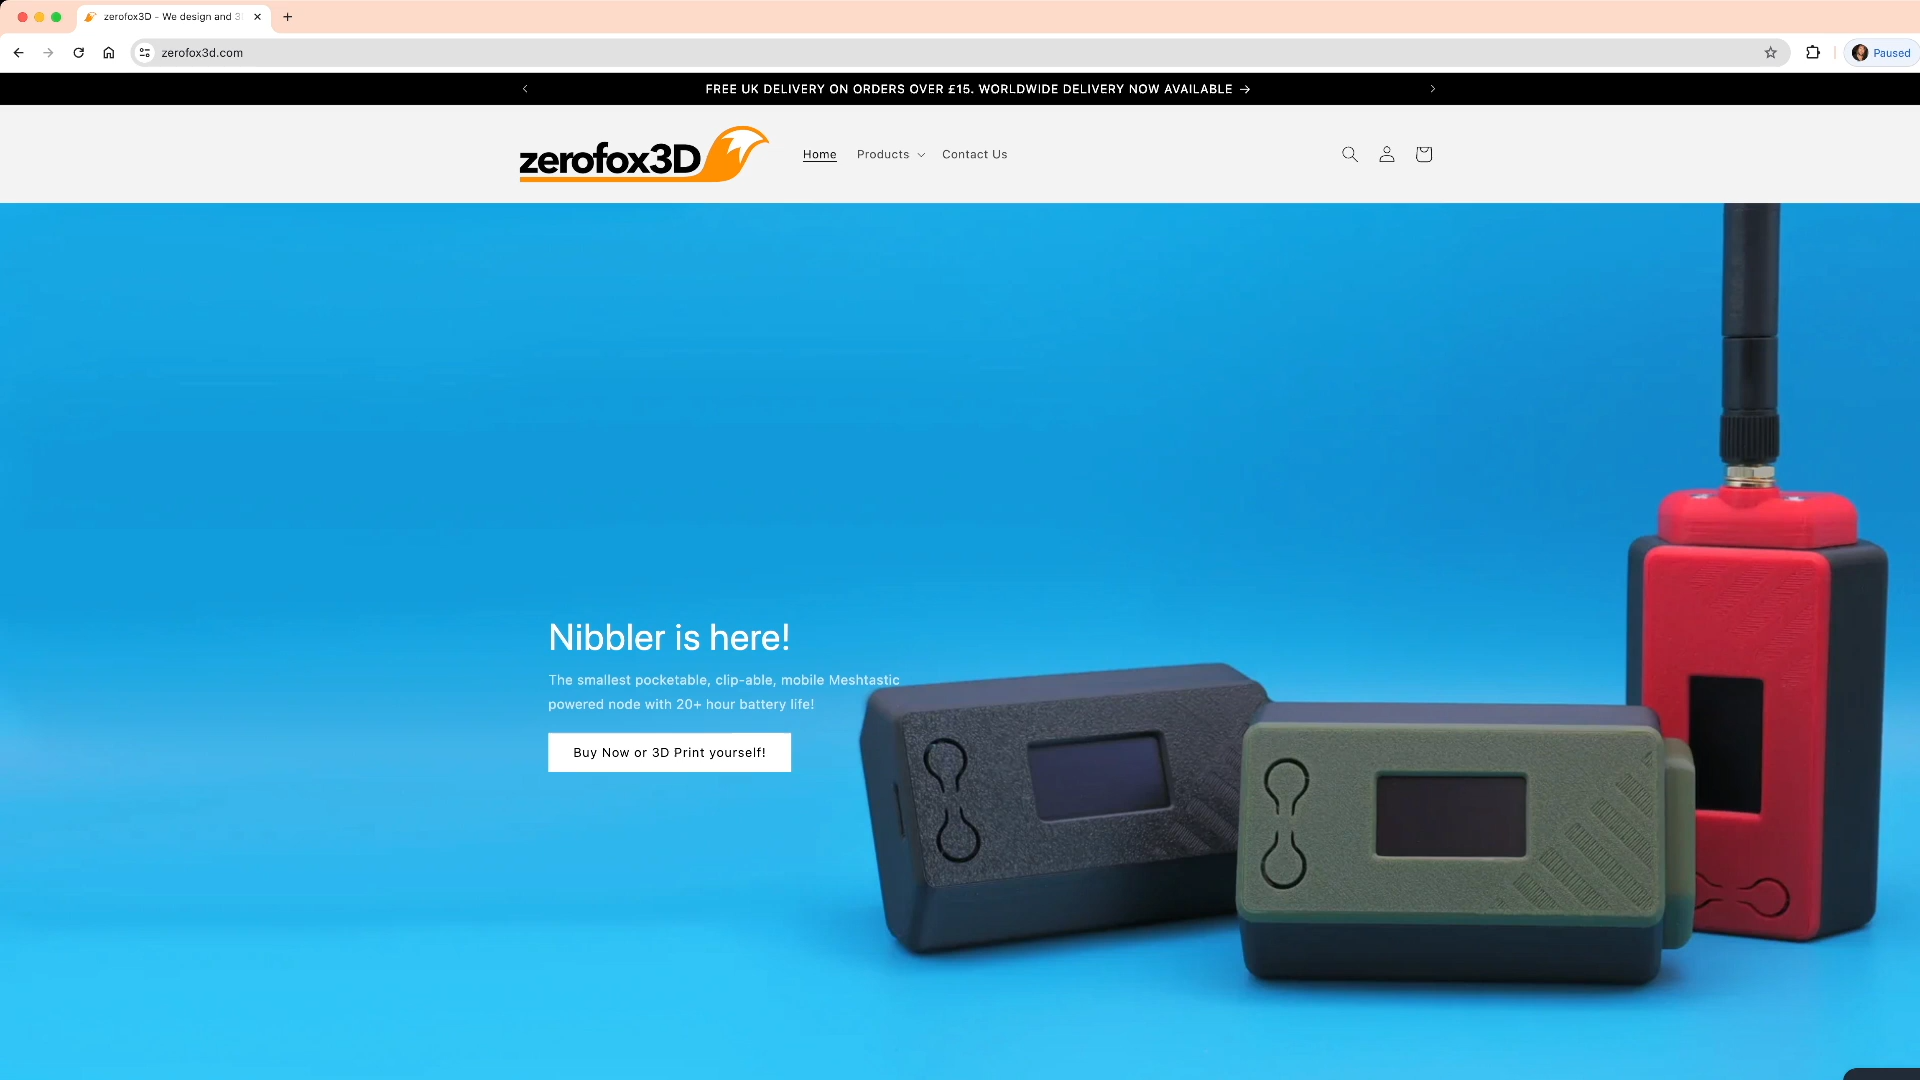 zerofox3D - We design and 3
zerofox3d.com
Paused
FREE UK DELIVERY ON ORDERS OVER £15. WORLDWIDE DELIVERY NOW AVAILABLE →
zerofox3D
Home
Products
Contact Us
Nibbler is here!
The smallest pocketable, clip-able, mobile Meshtastic
powered node with 20+ hour battery life!
Buy Now or 3D Print yourself!